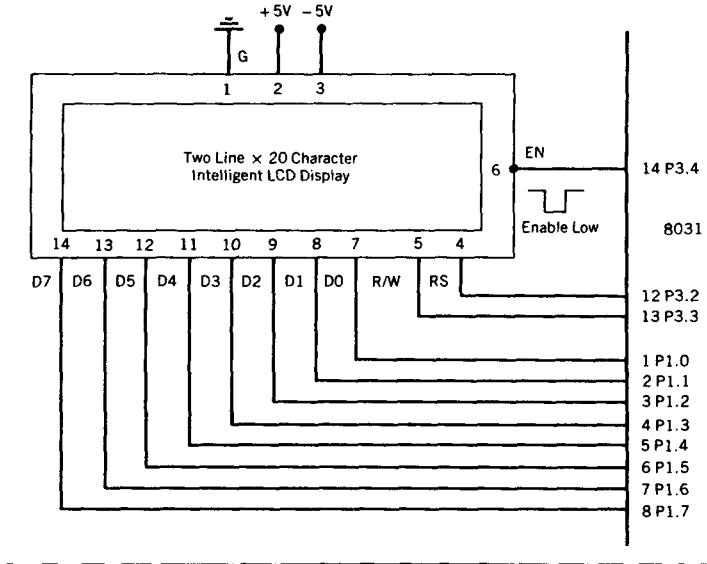 +5V -5V
G
1 2 3
Two Line × 20 Character
Intelligent LCD Display
6 EN
14 P3.4
Enable Low
8031
14 13 12 11 10 9 8 7 5 4
D7 D6 D5 D4 D3 D2 D1 D0 R/W RS
12 P3.2
13 P3.3
1 P1.0
2 P1.1
3 P1.2
4 P1.3
5 P1.4
6 P1.5
7 P1.6
8 P1.7